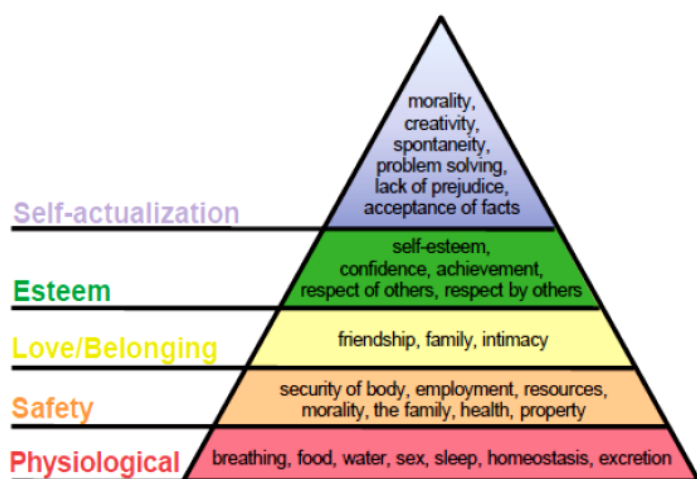 morality,
creativity,
spontaneity,
problem solving,
lack of prejudice,
acceptance of facts
Self-actualization
self-esteem,
confidence, achievement,
respect of others, respect by others
Esteem
friendship, family, intimacy
Love/Belonging
security of body, employment, resources,
morality, the family, health, property
Safety
breathing, food, water, sex, sleep, homeostasis, excretion
Physiological